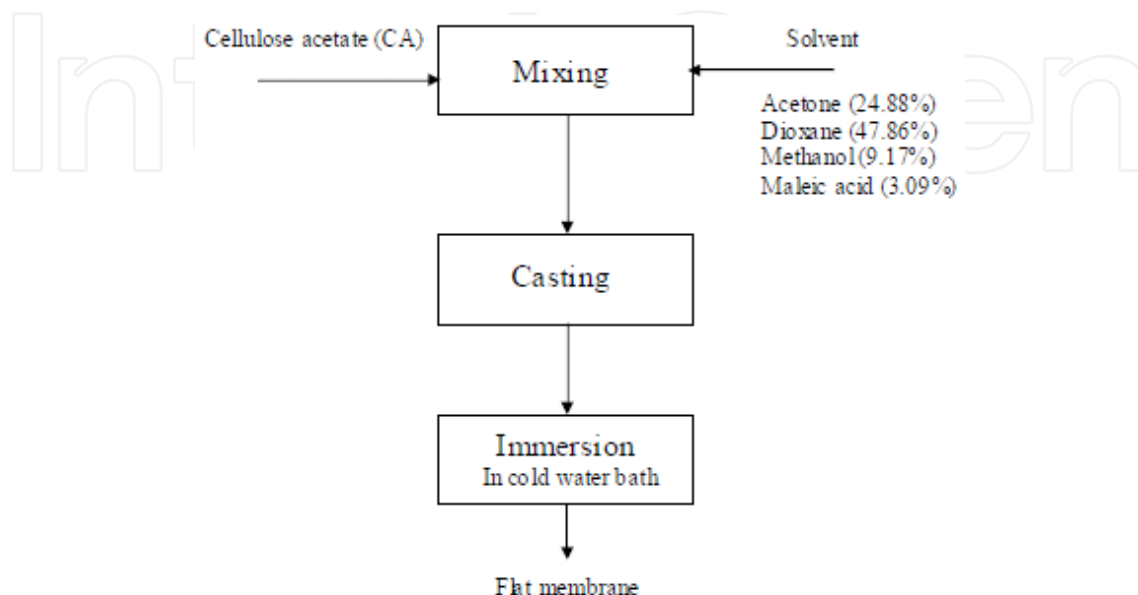 Cellulose acetate (CA)
Mixing
Solvent
Acetone (24.88%)
Dioxane (47.86%)
Methanol (9.17%)
Maleic acid (3.09%)
Casting
Immersion
In cold water bath
Flat membrane